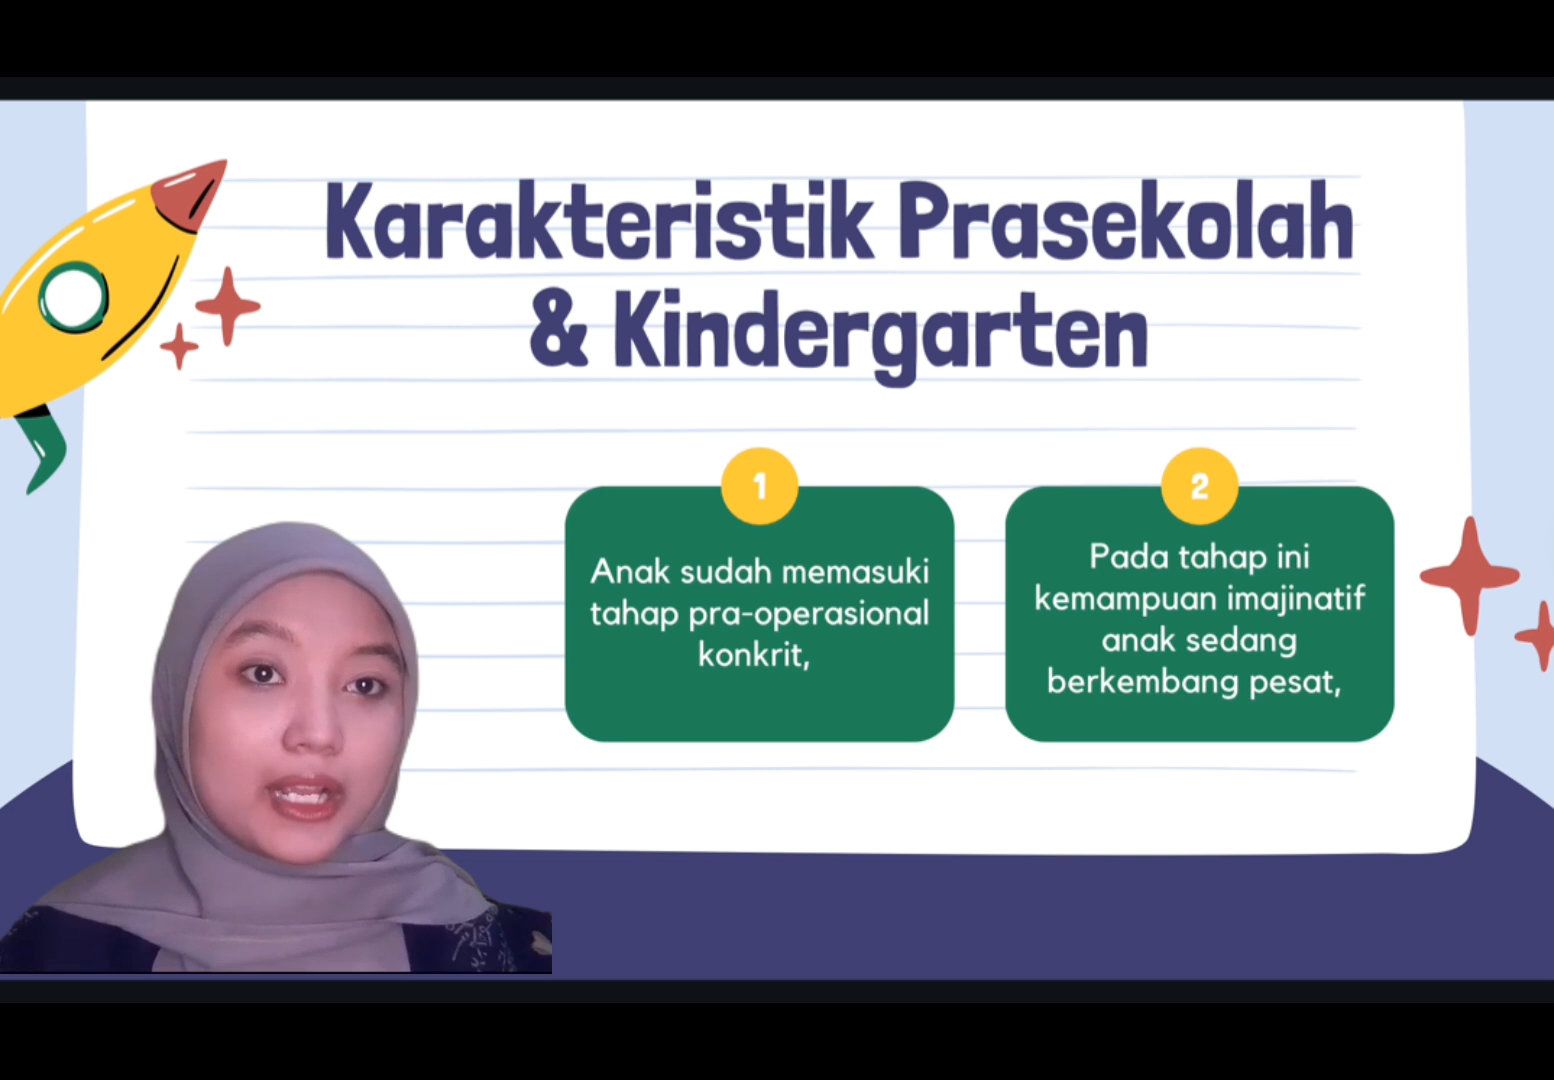 Karakteristik Prasekolah
& Kindergarten
1
Anak sudah memasuki
tahap pra-operasional
konkrit,
2
Pada tahap ini
kemampuan imajinatif
anak sedang
berkembang pesat,